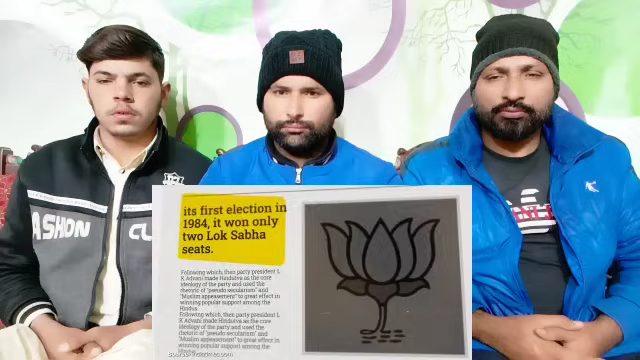 ASHON
CU
its first election in
1984, it won only
two Lok Sabha
seats.
Following which, then party president L
K Advani made Hindutva as the core
ideology of the party and used the
rhetoric of "pseudo secularism" and
"Muslim appeasement" to great effect in
winning popular support among the
Hindus.
Following which, then party president L
K Advani made Hindutva as the core
ideology of the party and used the
rhetoric of "pseudo secularism" and
"Muslim appeasement" to great effect in
winning popular support among the